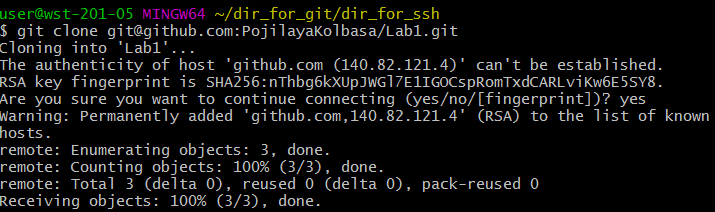 user@wst-201-05 MINGW64 ~/dir_for_git/dir_for_ssh
$ git clone git@github.com:PojilayaKolbasa/Lab1.git
Cloning into 'Lab1'...
The authenticity of host 'github.com (140.82.121.4)' can't be established.
RSA key fingerprint is SHA256:nThbg6kXUpJWGl7E1IGOCspRomTxdCARLviKw6E5SY8.
Are you sure you want to continue connecting (yes/no/[fingerprint])? yes
Warning: Permanently added 'github.com,140.82.121.4' (RSA) to the list of known
hosts.
remote: Enumerating objects: 3, done.
remote: Counting objects: 100% (3/3), done.
remote: Total 3 (delta 0), reused 0 (delta 0), pack-reused 0
Receiving objects: 100% (3/3), done.